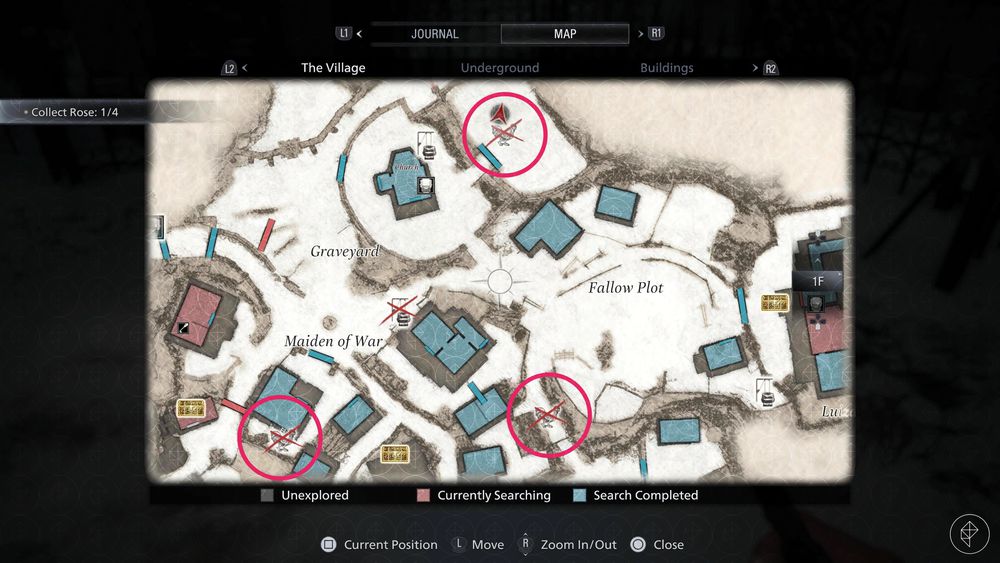 L1 JOURNAL MAP R1
L2 The Village Underground Buildings R2
Collect Rose: 1/4
Church
Graveyard
1F
Fallow Plot
Maiden of War
Unexplored Currently Searching Search Completed
Current Position L Move R Zoom In/Out Close